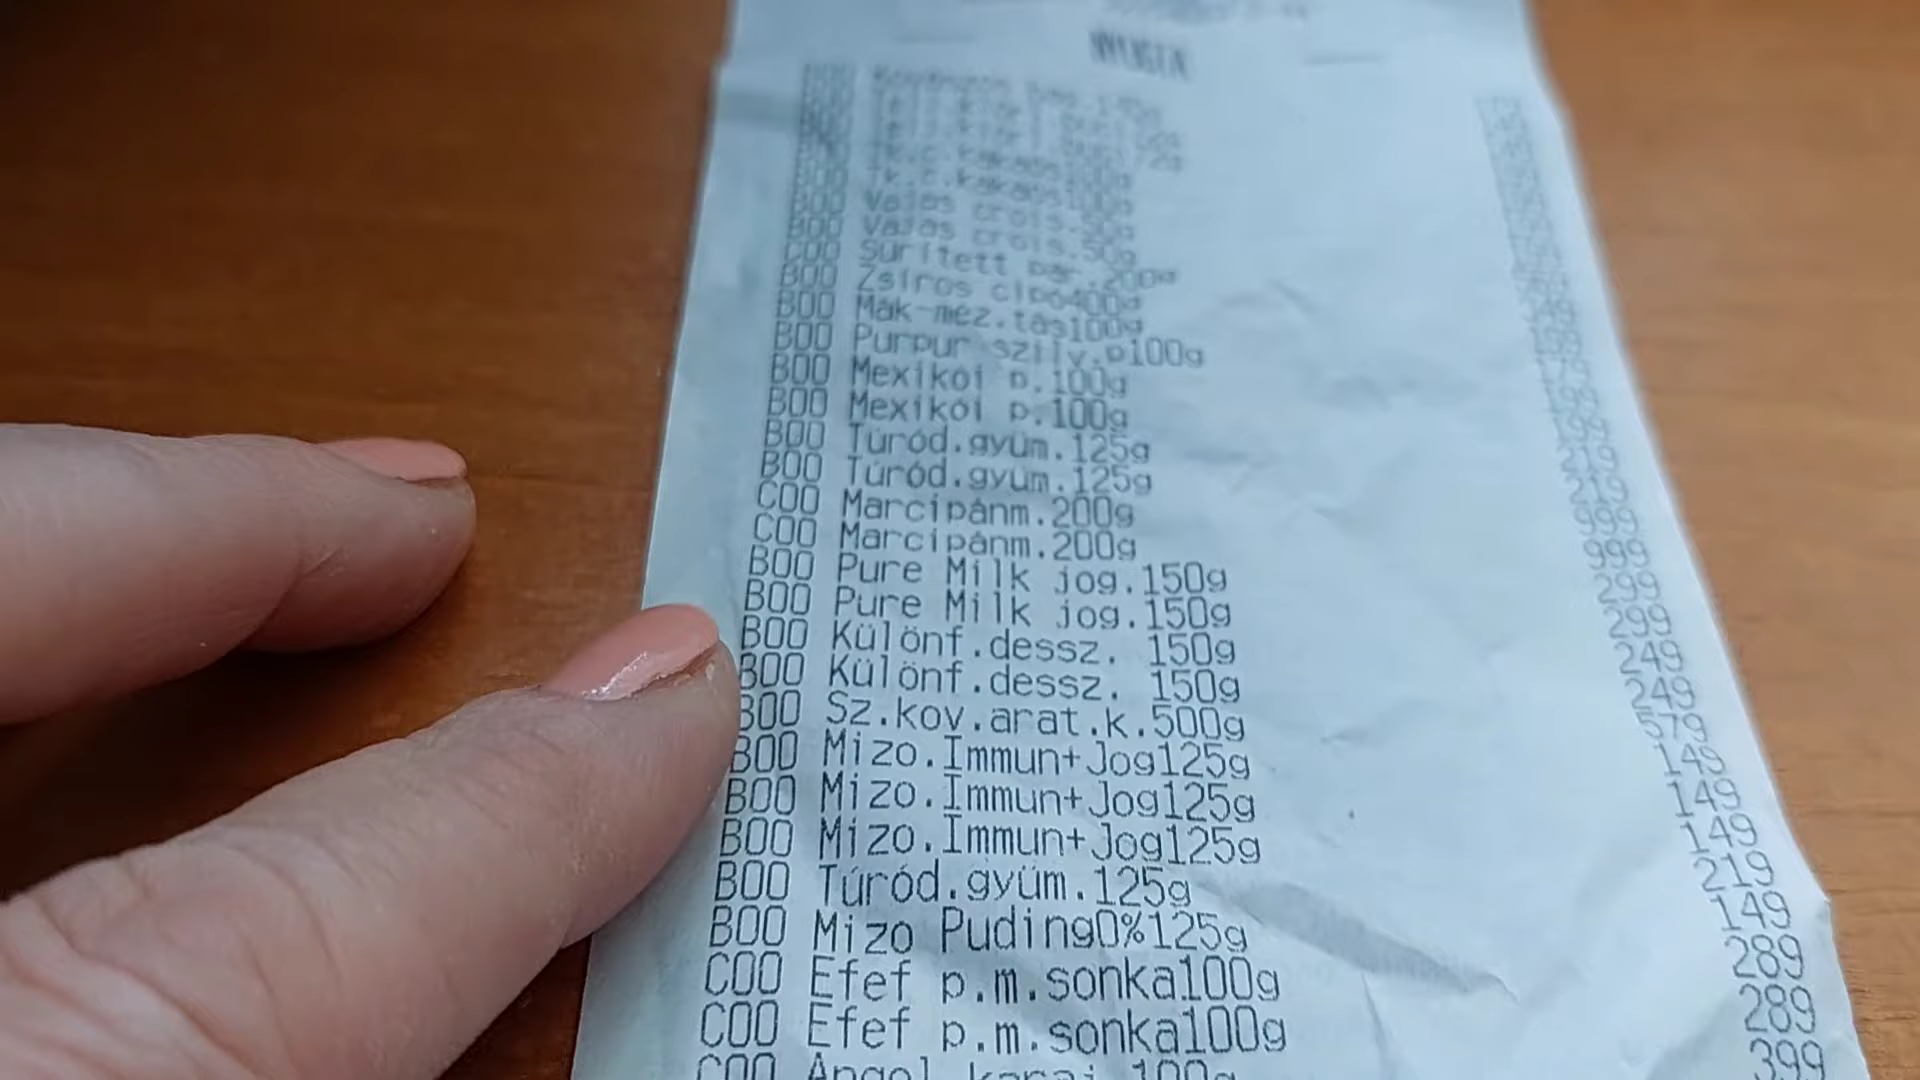 NYUGTA
B00 Vajas crois.50g
B00 Vajas crois.50g
C00 Sűrített par.200g
B00 Zsíros cipó400g
B00 Mák-méz.tás100g
B00 Purpur szilv.p100g
B00 Mexikói p.100g 199
B00 Mexikói p.100g 199
B00 Túród.gyüm.125g 219
B00 Túród.gyüm.125g 219
C00 Marcipánm.200g 999
C00 Marcipánm.200g 999
B00 Pure Milk jog.150g 299
B00 Pure Milk jog.150g 299
B00 Különf.dessz. 150g 249
B00 Különf.dessz. 150g 249
B00 Sz.kov.arat.k.500g 579
B00 Mizo.Immun+Jog125g 149
B00 Mizo.Immun+Jog125g 149
B00 Mizo.Immun+Jog125g 149
B00 Túród.gyüm.125g 219
B00 Mizo Puding0%125g 149
C00 Efef p.m.sonka100g 289
C00 Efef p.m.sonka100g 289
C00 Angol karaj 100g 399